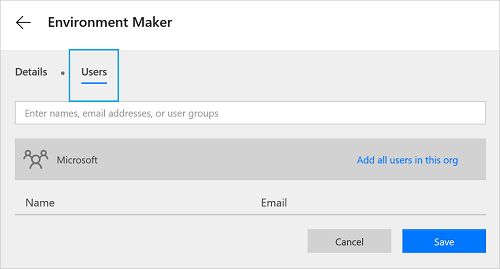 Environment Maker
Details • Users
Enter names, email addresses, or user groups
Microsoft Add all users in this org
Name Email
Cancel Save